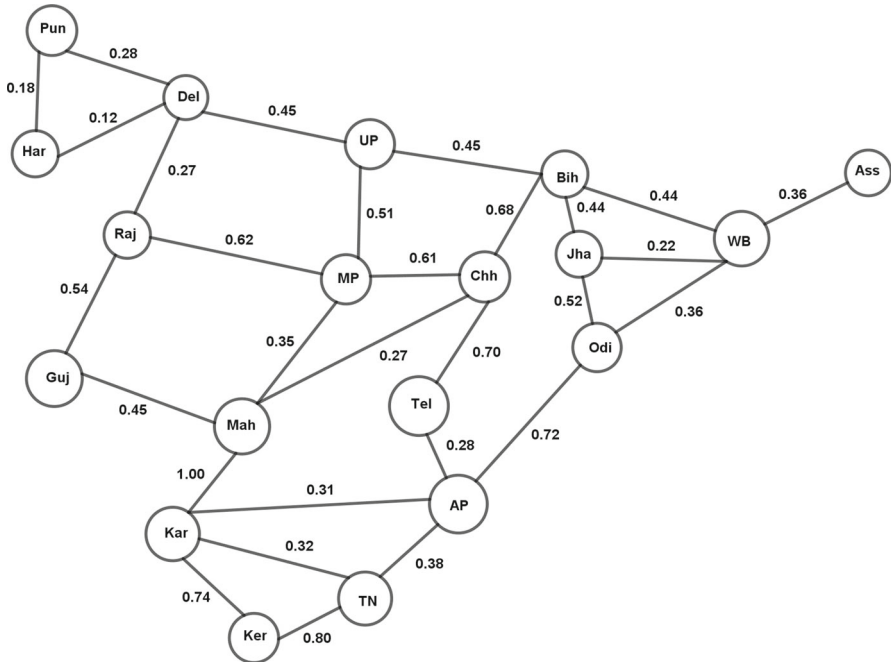 Pun
0.28
0.18
Del
0.12
0.45
Har
UP
0.45
0.27
Bih
Ass
0.44
0.36
0.51
0.68
0.44
Raj
0.62
WB
0.22
Jha
0.61
MP
Chh
0.54
0.52
0.36
0.35
0.27
0.70
Odi
Guj
Tel
0.45
Mah
0.72
0.28
1.00
0.31
AP
Kar
0.32
0.38
0.74
TN
Ker
0.80